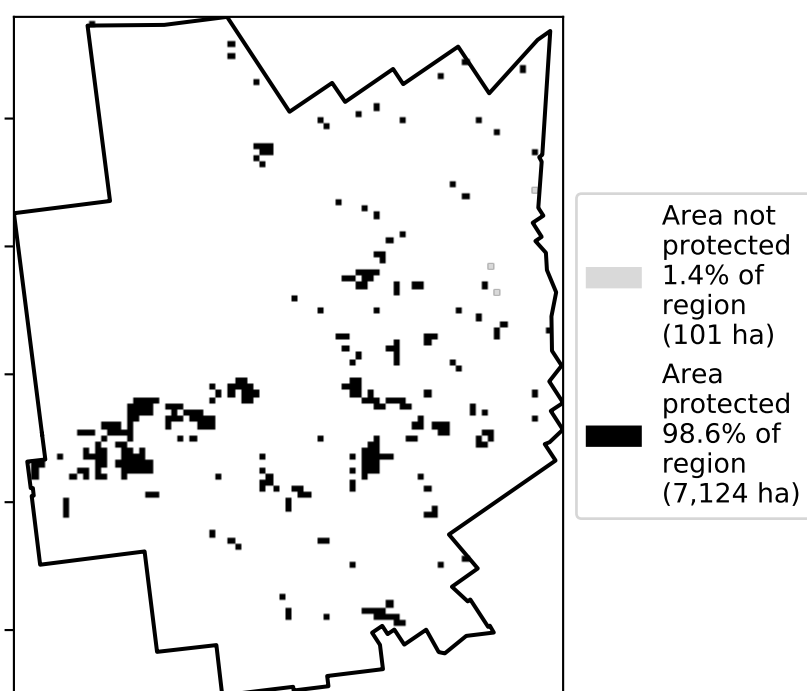 Area not
protected
1.4% of
region
(101 ha)
Area
protected
98.6% of
region
(7,124 ha)